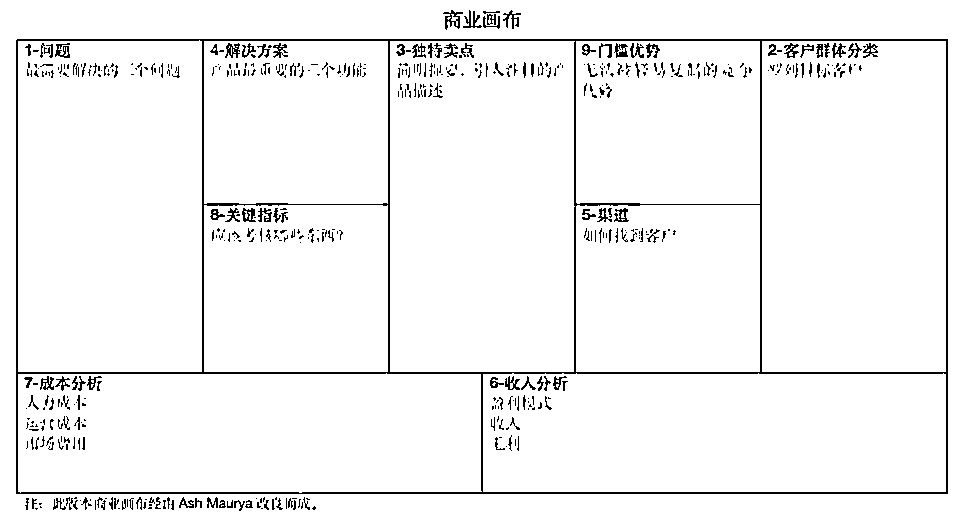 商业画布
1-问题
最需要解决的三个问题
4-解决方案
产品最重要的三个功能
8-关键指标
应该考核哪些东西？
3-独特卖点
简明扼要、引人注目的产
品描述
9-门槛优势
无法被轻易复制的竞争
优势
5-渠道
如何找到客户
2-客户群体分类
目标客户
7-成本分析
人力成本
运营成本
市场费用
6-收入分析
盈利模式
收入
毛利
注：此版本商业画布经由 Ash Maurya 改良而成。